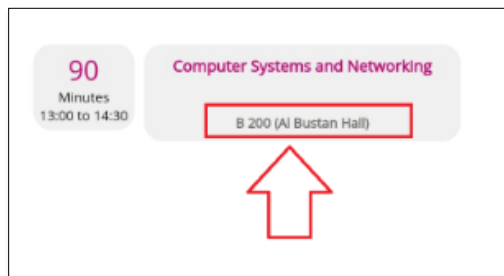 90
Minutes
13:00 to 14:30
Computer Systems and Networking
B 200 (Al Bustan Hall)